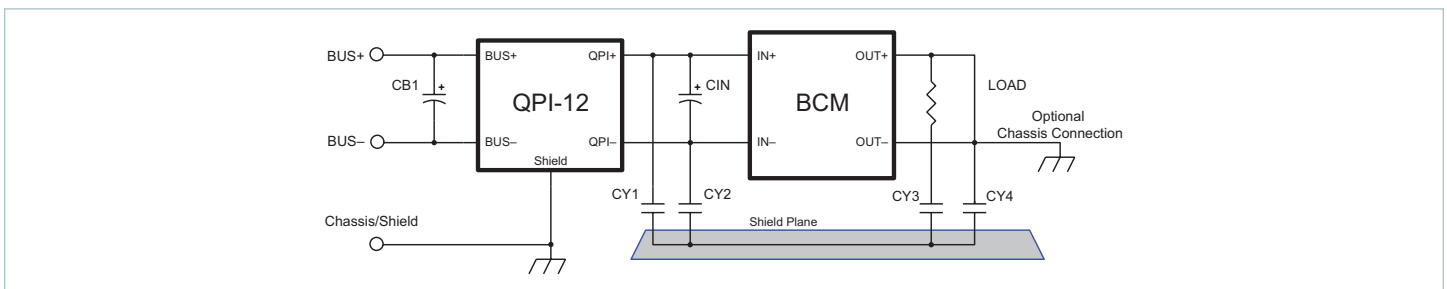 BUS+
CB1
+
BUS–
BUS+
QPI+
QPI-12
BUS–
QPI–
Shield
+
CIN
IN+
OUT+
BCM
IN–
OUT–
LOAD
Optional
Chassis Connection
CY1
CY2
CY3
CY4
Chassis/Shield
Shield Plane